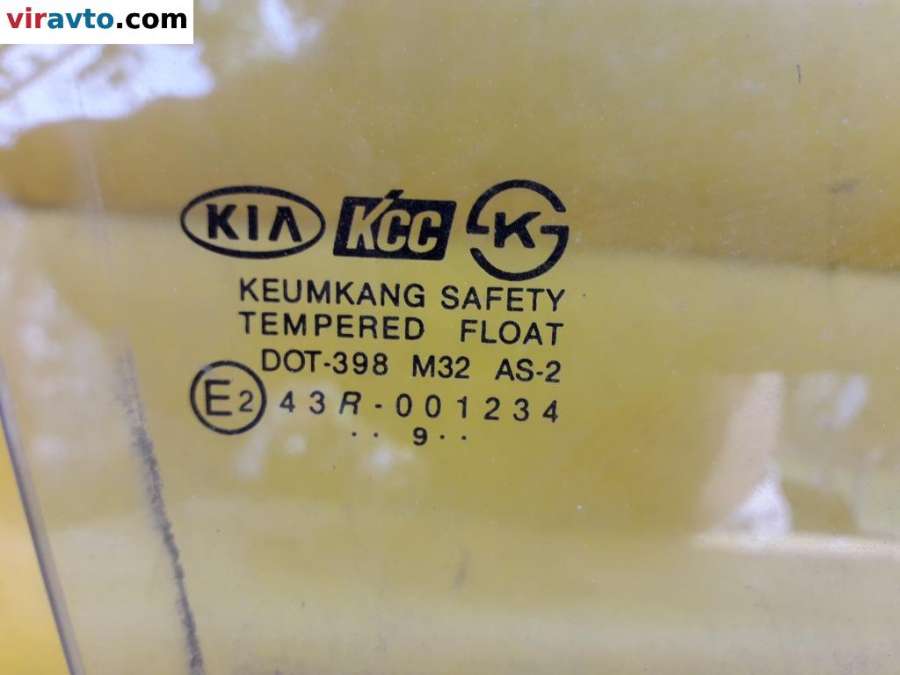 viravto.com
KIA KCC K
KEUMKANG SAFETY
TEMPERED FLOAT
DOT-398 M32 AS-2
E2 43R-001234
·· 9 ··